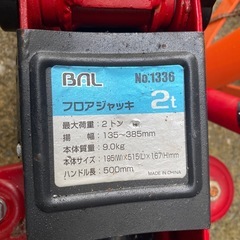 BAL
No.1336
フロアジャッキ
2t
最大荷重：2トン
揚　幅：135～385mm
本体質量：9.0kg
本体サイズ：195(W)×515(L)×167(H)mm
ハンドル長：500mm
MADE IN CHINA